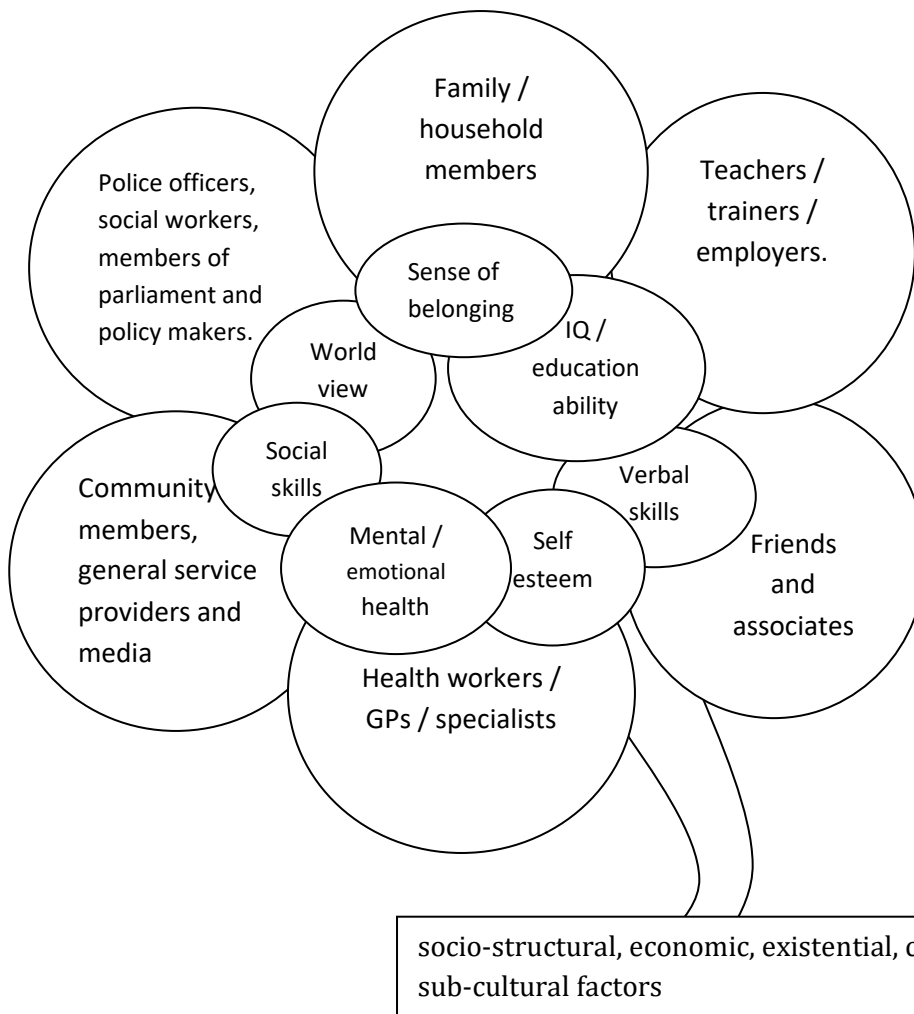 Family /
household
members
Police officers,
social workers,
members of
parliament and
policy makers.
Teachers /
trainers /
employers.
Sense of
belonging
World
view
IQ /
education
ability
Social
skills
Verbal
skills
Community
members,
general service
providers and
media
Mental /
emotional
health
Self
esteem
Friends
and
associates
Health workers /
GPs / specialists
socio-structural, economic, existential,
sub-cultural factors